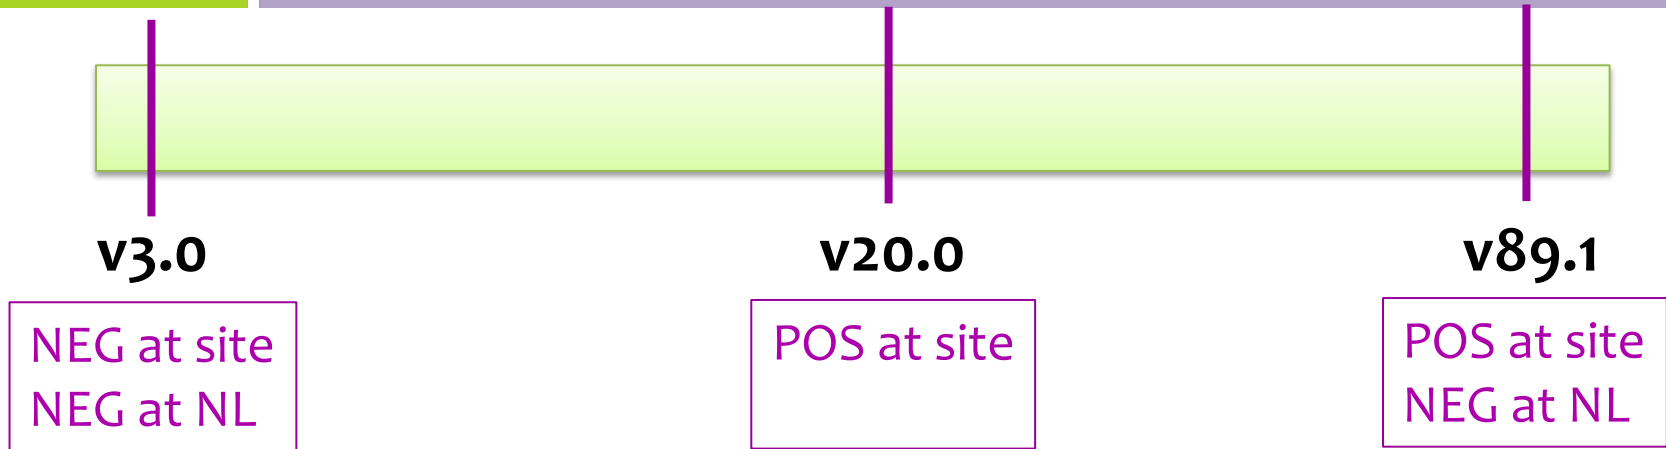 v3.0
v20.0
v89.1
NEG at site
NEG at NL
POS at site
POS at site
NEG at NL